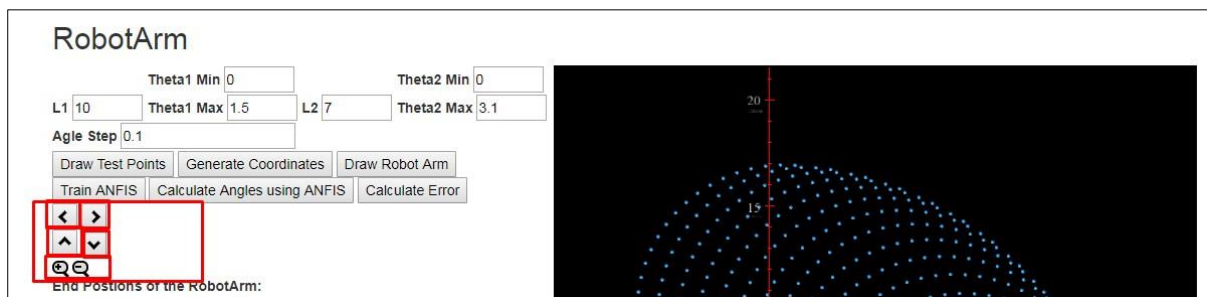 RobotArm
Theta1 Min 0 Theta2 Min 0
L1 10 Theta1 Max 1.5 L2 7 Theta2 Max 3.1
Agle Step 0.1
Draw Test Points Generate Coordinates Draw Robot Arm
Train ANFIS Calculate Angles using ANFIS Calculate Error
End Postions of the RobotArm:
20
15